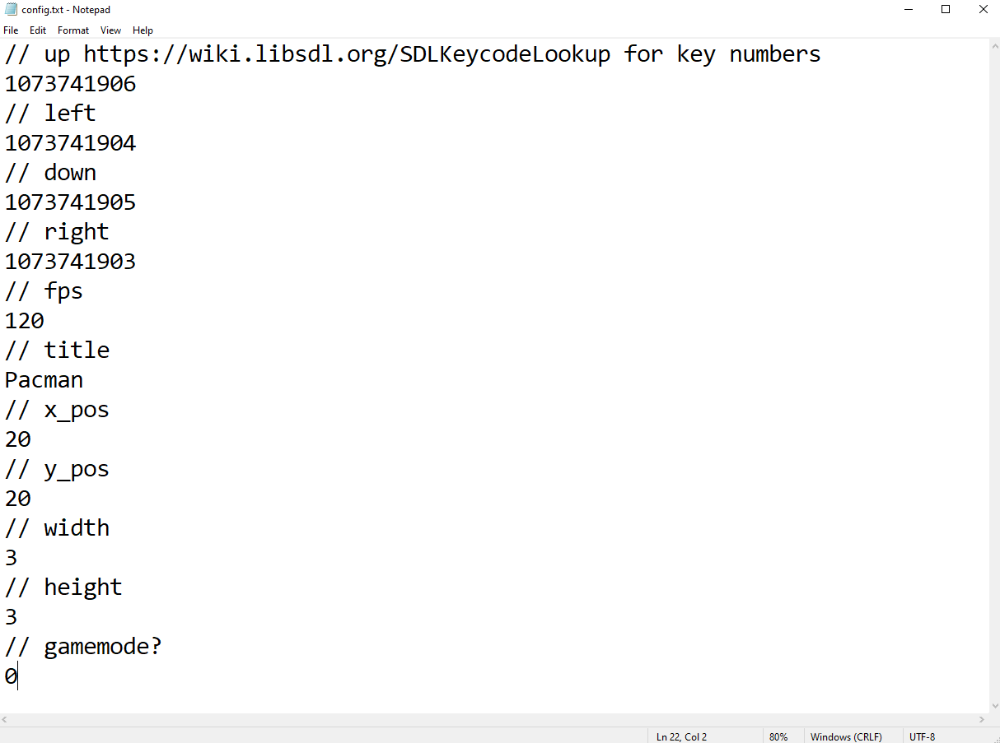 config.txt - Notepad
File Edit Format View Help
// up https://wiki.libsdl.org/SDLKeycodeLookup for key numbers
1073741906
// left
1073741904
// down
1073741905
// right
1073741903
// fps
120
// title
Pacman
// x_pos
20
// y_pos
20
// width
3
// height
3
// gamemode?
0
Ln 22, Col 2 80% Windows (CRLF) UTF-8